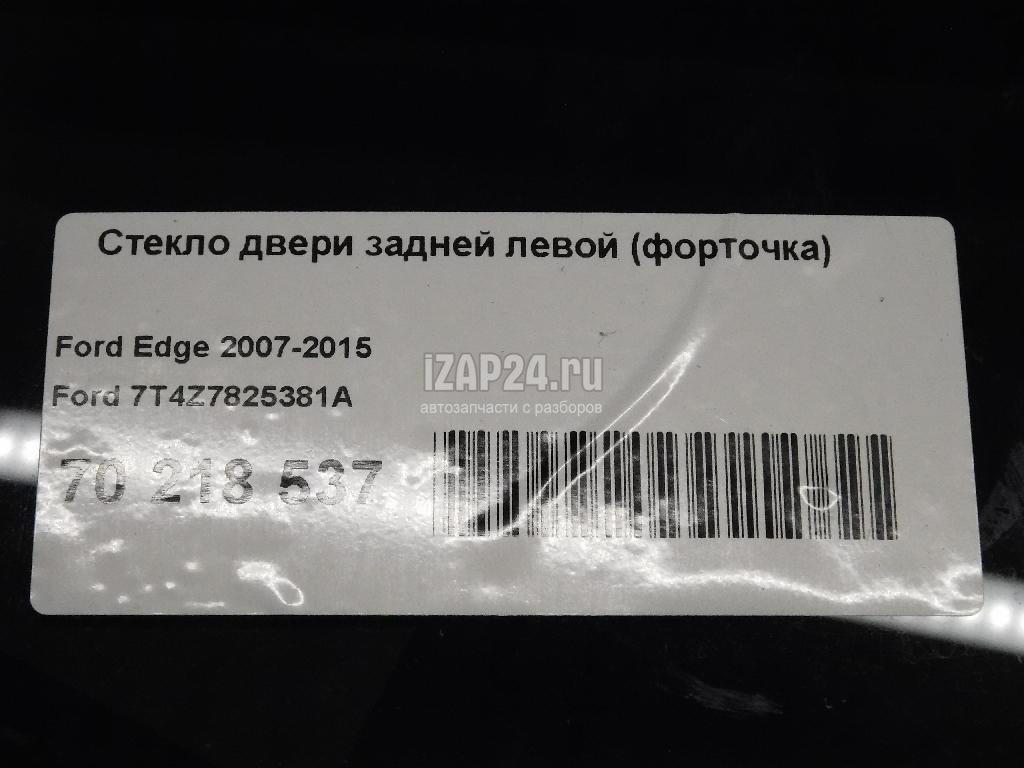 Стекло двери задней левой (форточка)
Ford Edge 2007-2015
iZAP24.ru
Ford 7T4Z7825381A
автозапчасти с разборов
70 218 537